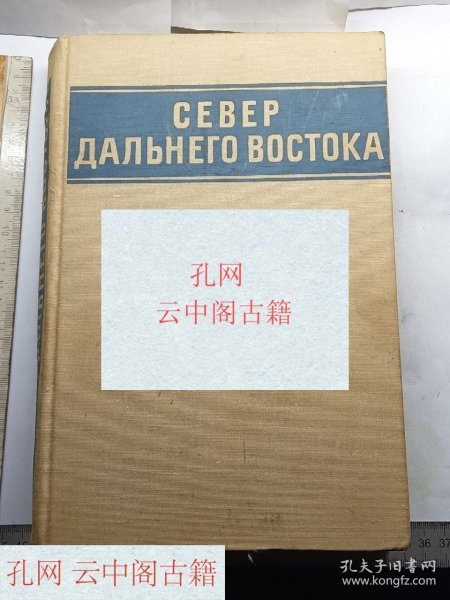 СЕВЕР
ДАЛЬНЕГО ВОСТОКА
孔网
云中阁古籍
36 37
孔网 云中阁古籍
孔夫子旧书网
www.kongfz.com